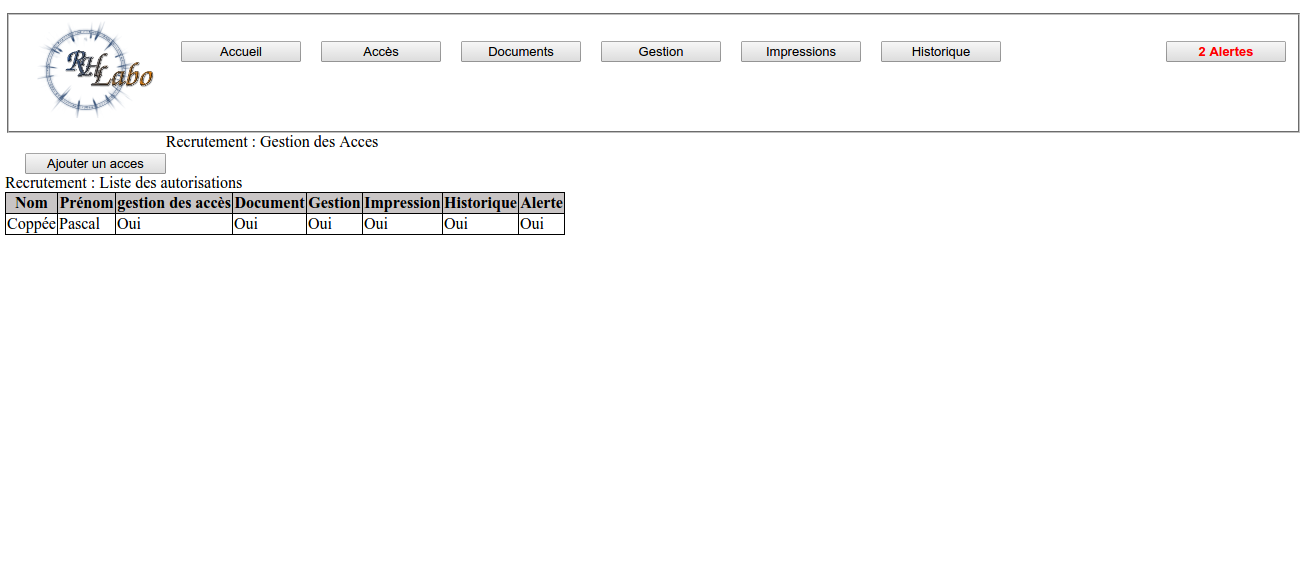 RH Labo
Accueil Accès Documents Gestion Impressions Historique 2 Alertes
Recrutement : Gestion des Acces
Ajouter un acces
Recrutement : Liste des autorisations
Nom Prénom gestion des accès Document Gestion Impression Historique Alerte
Coppée Pascal Oui Oui Oui Oui Oui Oui